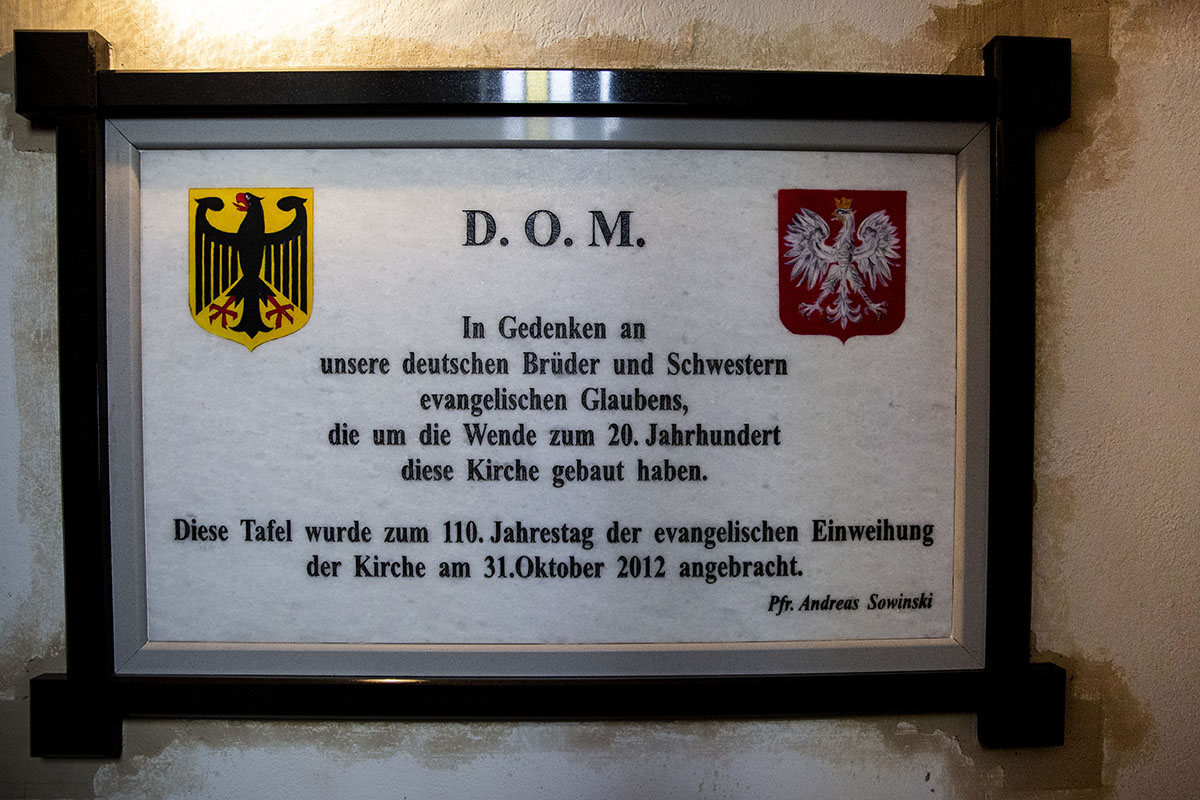 D. O. M.
In Gedenken an
unsere deutschen Brüder und Schwestern
evangelischen Glaubens,
die um die Wende zum 20. Jahrhundert
diese Kirche gebaut haben.
Diese Tafel wurde zum 110. Jahrestag der evangelischen Einweihung
der Kirche am 31.Oktober 2012 angebracht.
Pfr. Andreas Sowinski